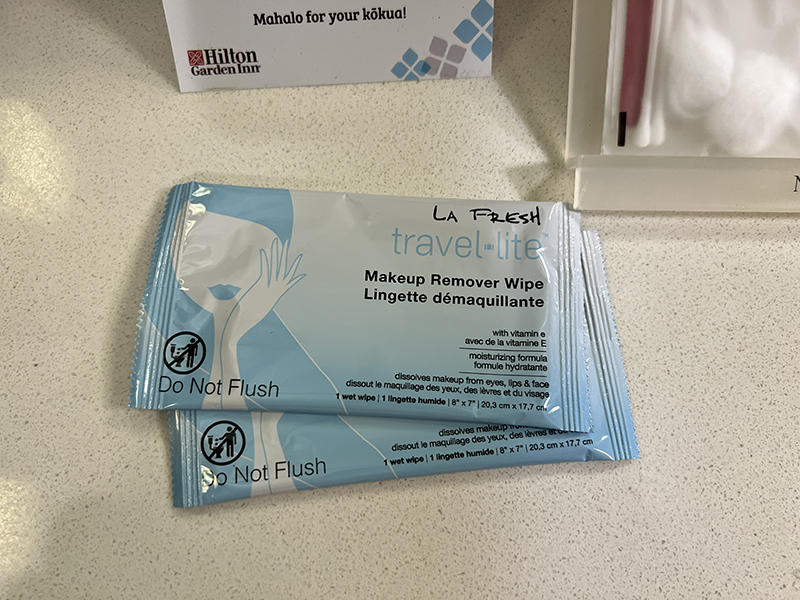 Mahalo for your kōkua!
Hilton
Garden Inn
LA FRESH
travel lite™
Makeup Remover Wipe
Lingette démaquillante
with vitamin e
avec de la vitamine E
moisturizing formula
formule hydratante
dissolves makeup from eyes, lips & face
dissout le maquillage des yeux, des lèvres et du visage
1 wet wipe | 1 lingette humide | 8" x 7" | 20,3 cm x 17,7 cm
Do Not Flush
dissolves makeup from
dissout le maquillage des yeux, des lèvres et du
1 wet wipe | 1 lingette humide | 8" x 7" | 20,3 cm x 17,7 cm
Do Not Flush